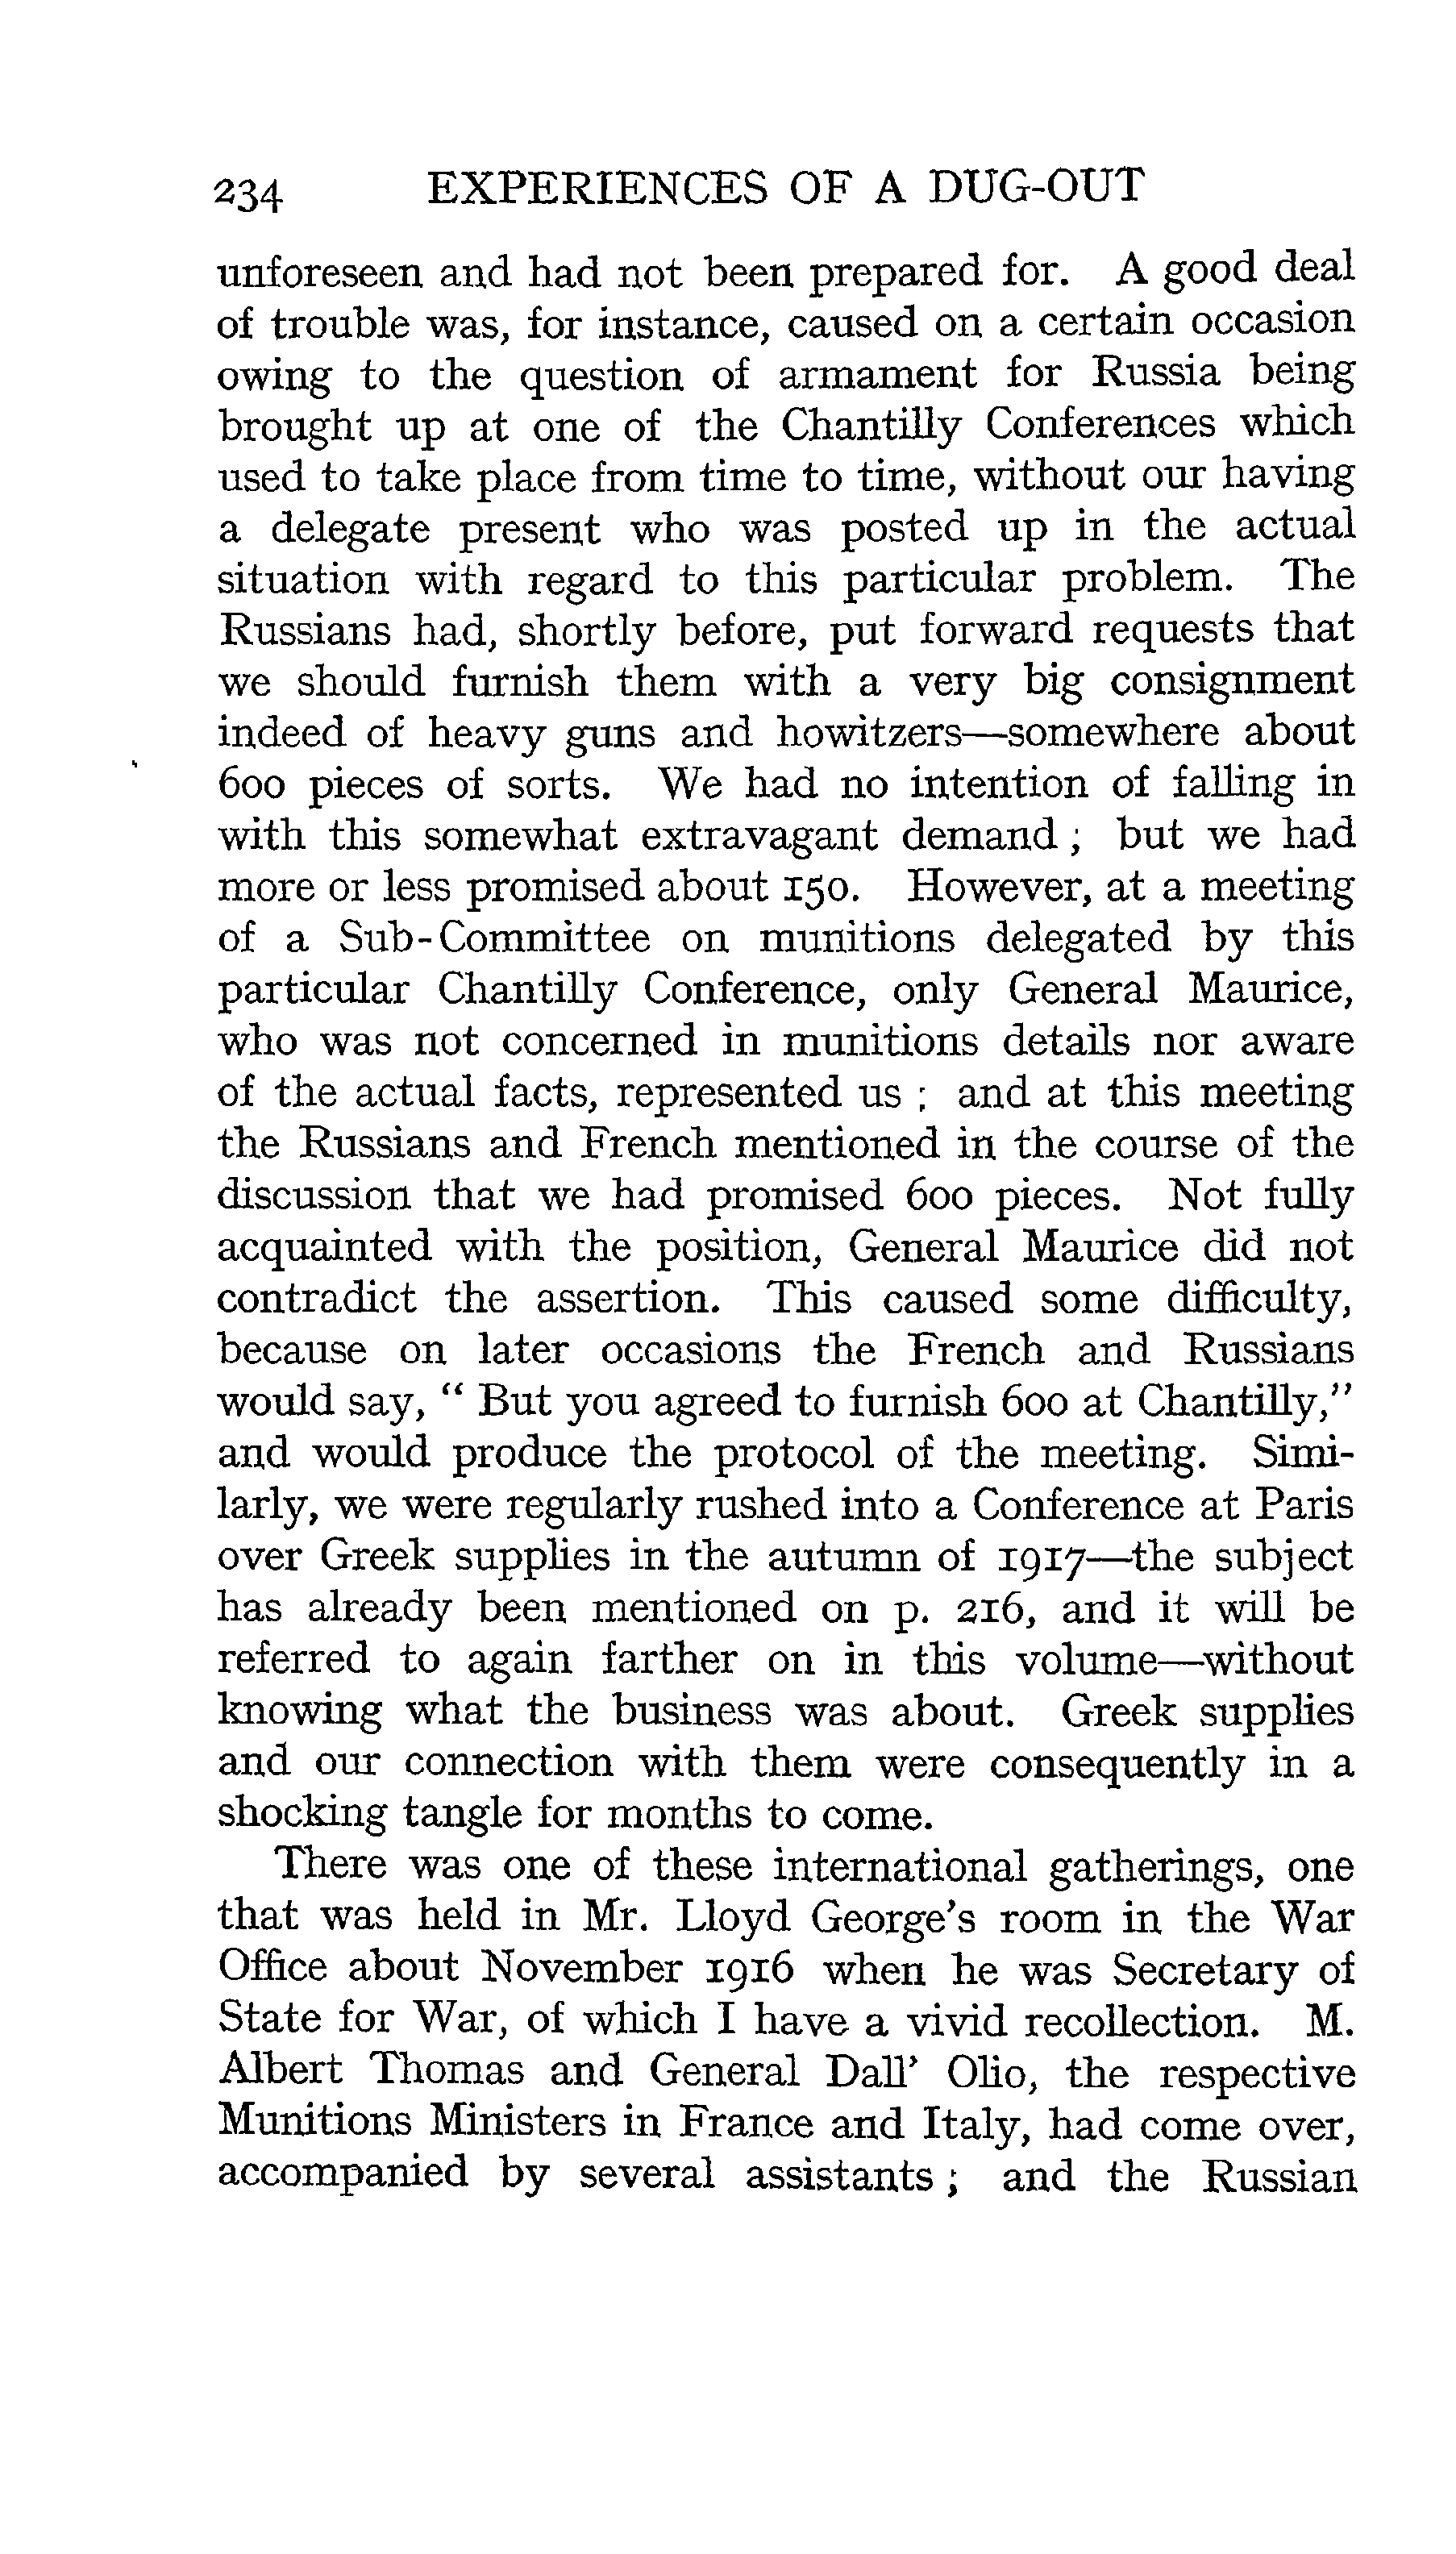 234 EXPERIENCES OF A DUG-OUT
unforeseen and had not been prepared for. A good deal
of trouble was, for instance, caused on a certain occasion
owing to the question of armament for Russia being
brought up at one of the Chantilly Conferences which
used to take place from time to time, without our having
a delegate present who was posted up in the actual
situation with regard to this particular problem. The
Russians had, shortly before, put forward requests that
we should furnish them with a very big consignment
indeed of heavy guns and howitzers—somewhere about
600 pieces of sorts. We had no intention of falling in
with this somewhat extravagant demand ; but we had
more or less promised about 150. However, at a meeting
of a Sub-Committee on munitions delegated by this
particular Chantilly Conference, only General Maurice,
who was not concerned in munitions details nor aware
of the actual facts, represented us ; and at this meeting
the Russians and French mentioned in the course of the
discussion that we had promised 600 pieces. Not fully
acquainted with the position, General Maurice did not
contradict the assertion. This caused some difficulty,
because on later occasions the French and Russians
would say, “ But you agreed to furnish 600 at Chantilly,”
and would produce the protocol of the meeting. Simi-
larly, we were regularly rushed into a Conference at Paris
over Greek supplies in the autumn of 1917—the subject
has already been mentioned on p. 216, and it will be
referred to again farther on in this volume—without
knowing what the business was about. Greek supplies
and our connection with them were consequently in a
shocking tangle for months to come.
There was one of these international gatherings, one
that was held in Mr. Lloyd George’s room in the War
Office about November 1916 when he was Secretary of
State for War, of which I have a vivid recollection. M.
Albert Thomas and General Dall’ Olio, the respective
Munitions Ministers in France and Italy, had come over,
accompanied by several assistants ; and the Russian